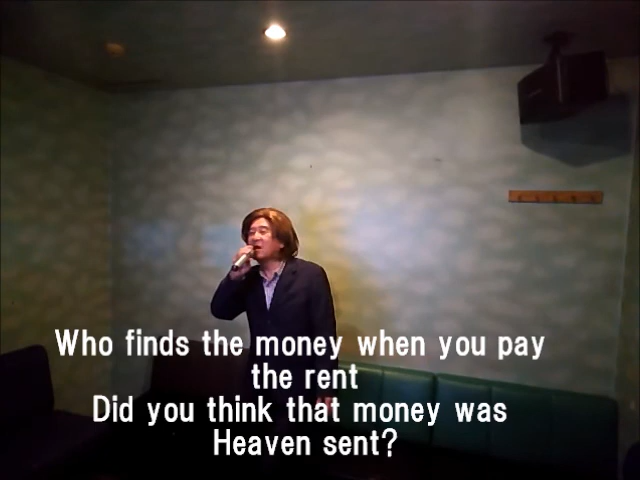 Who finds the money when you pay
the rent
Did you think that money was
Heaven sent?